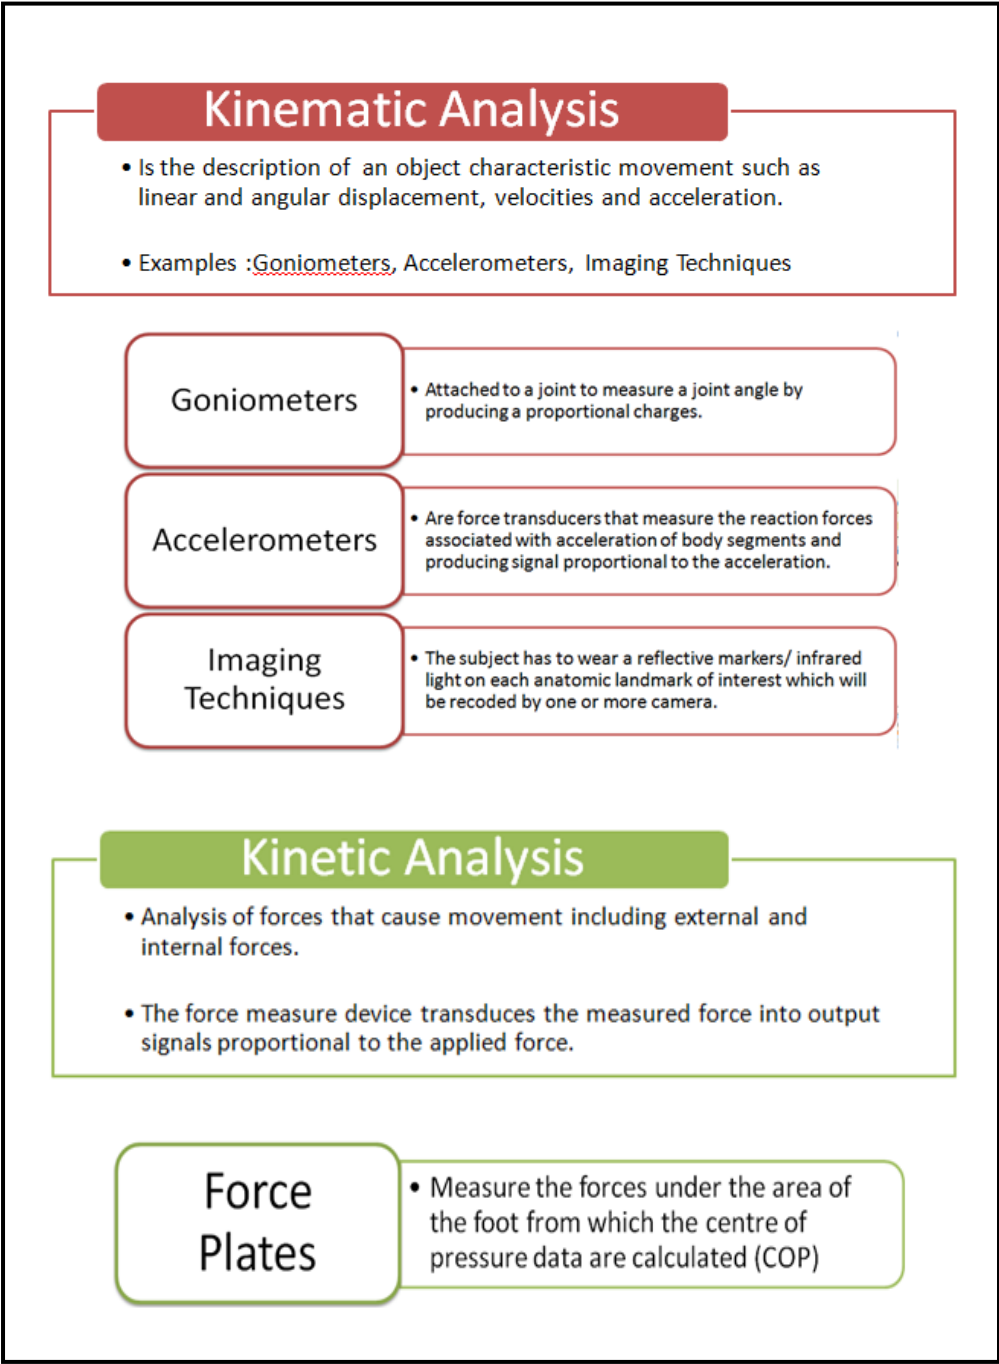 Kinematic Analysis
• Is the description of an object characteristic movement such as
linear and angular displacement, velocities and acceleration.
• Examples :Goniometers, Accelerometers, Imaging Techniques
Goniometers
• Attached to a joint to measure a joint angle by
producing a proportional charges.
Accelerometers
• Are force transducers that measure the reaction forces
associated with acceleration of body segments and
producing signal proportional to the acceleration.
Imaging
Techniques
• The subject has to wear a reflective markers/ infrared
light on each anatomic landmark of interest which will
be recoded by one or more camera.
Kinetic Analysis
• Analysis of forces that cause movement including external and
internal forces.
• The force measure device transduces the measured force into output
signals proportional to the applied force.
Force
Plates
• Measure the forces under the area of
the foot from which the centre of
pressure data are calculated (COP)